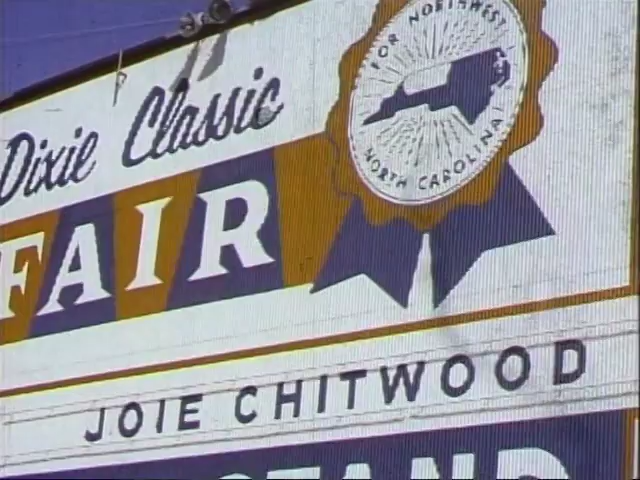 Dixie Classic
FAIR
FOR NORTHWEST
NORTH CAROLINA
JOIE CHITWOOD